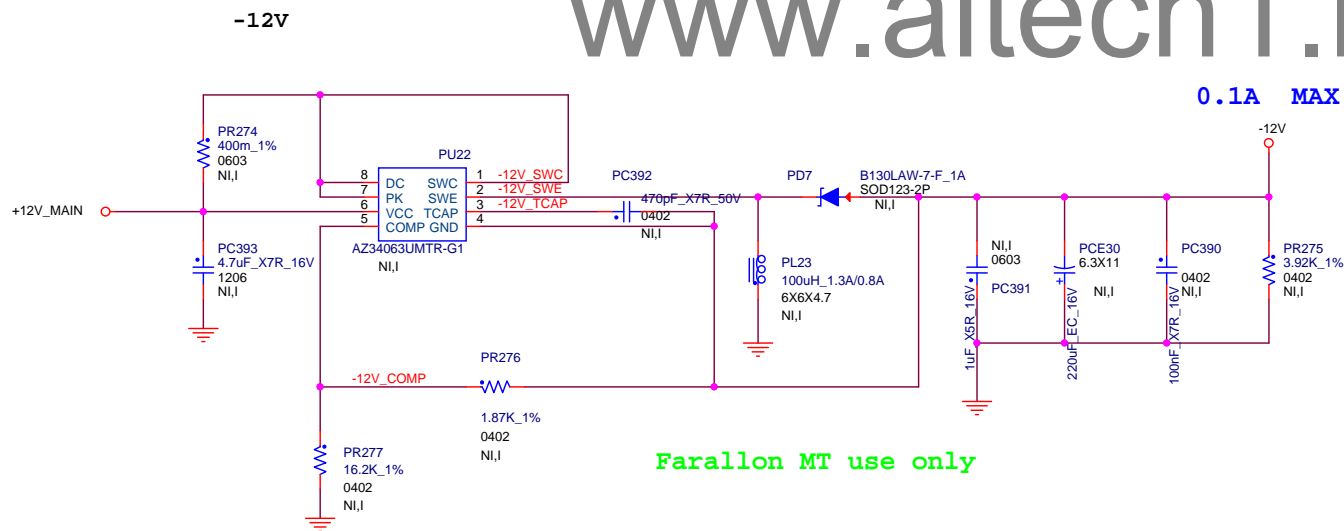 -12V
www.altech1.
0.1A MAX
-12V
PR274
400m_1%
0603
NI,I
PU22
8
7
6
5
DC
PK
VCC
COMP
SWC
SWE
TCAP
GND
1
2
3
4
-12V_SWC
-12V_SWE
-12V_TCAP
AZ34063UMTR-G1
NI,I
+12V_MAIN
PC393
4.7uF_X7R_16V
1206
NI,I
PC392
470pF_X7R_50V
0402
NI,I
PD7
B130LAW-7-F_1A
SOD123-2P
NI,I
PL23
100uH_1.3A/0.8A
6X6X4.7
NI,I
NI,I
0603
PC391
1uF_X5R_16V
PCE30
6.3X11
NI,I
+
220uF_EC_16V
PC390
0402
NI,I
100nF_X7R_16V
PR275
3.92K_1%
0402
NI,I
-12V_COMP
PR276
1.87K_1%
0402
NI,I
PR277
16.2K_1%
0402
NI,I
Farallon MT use only